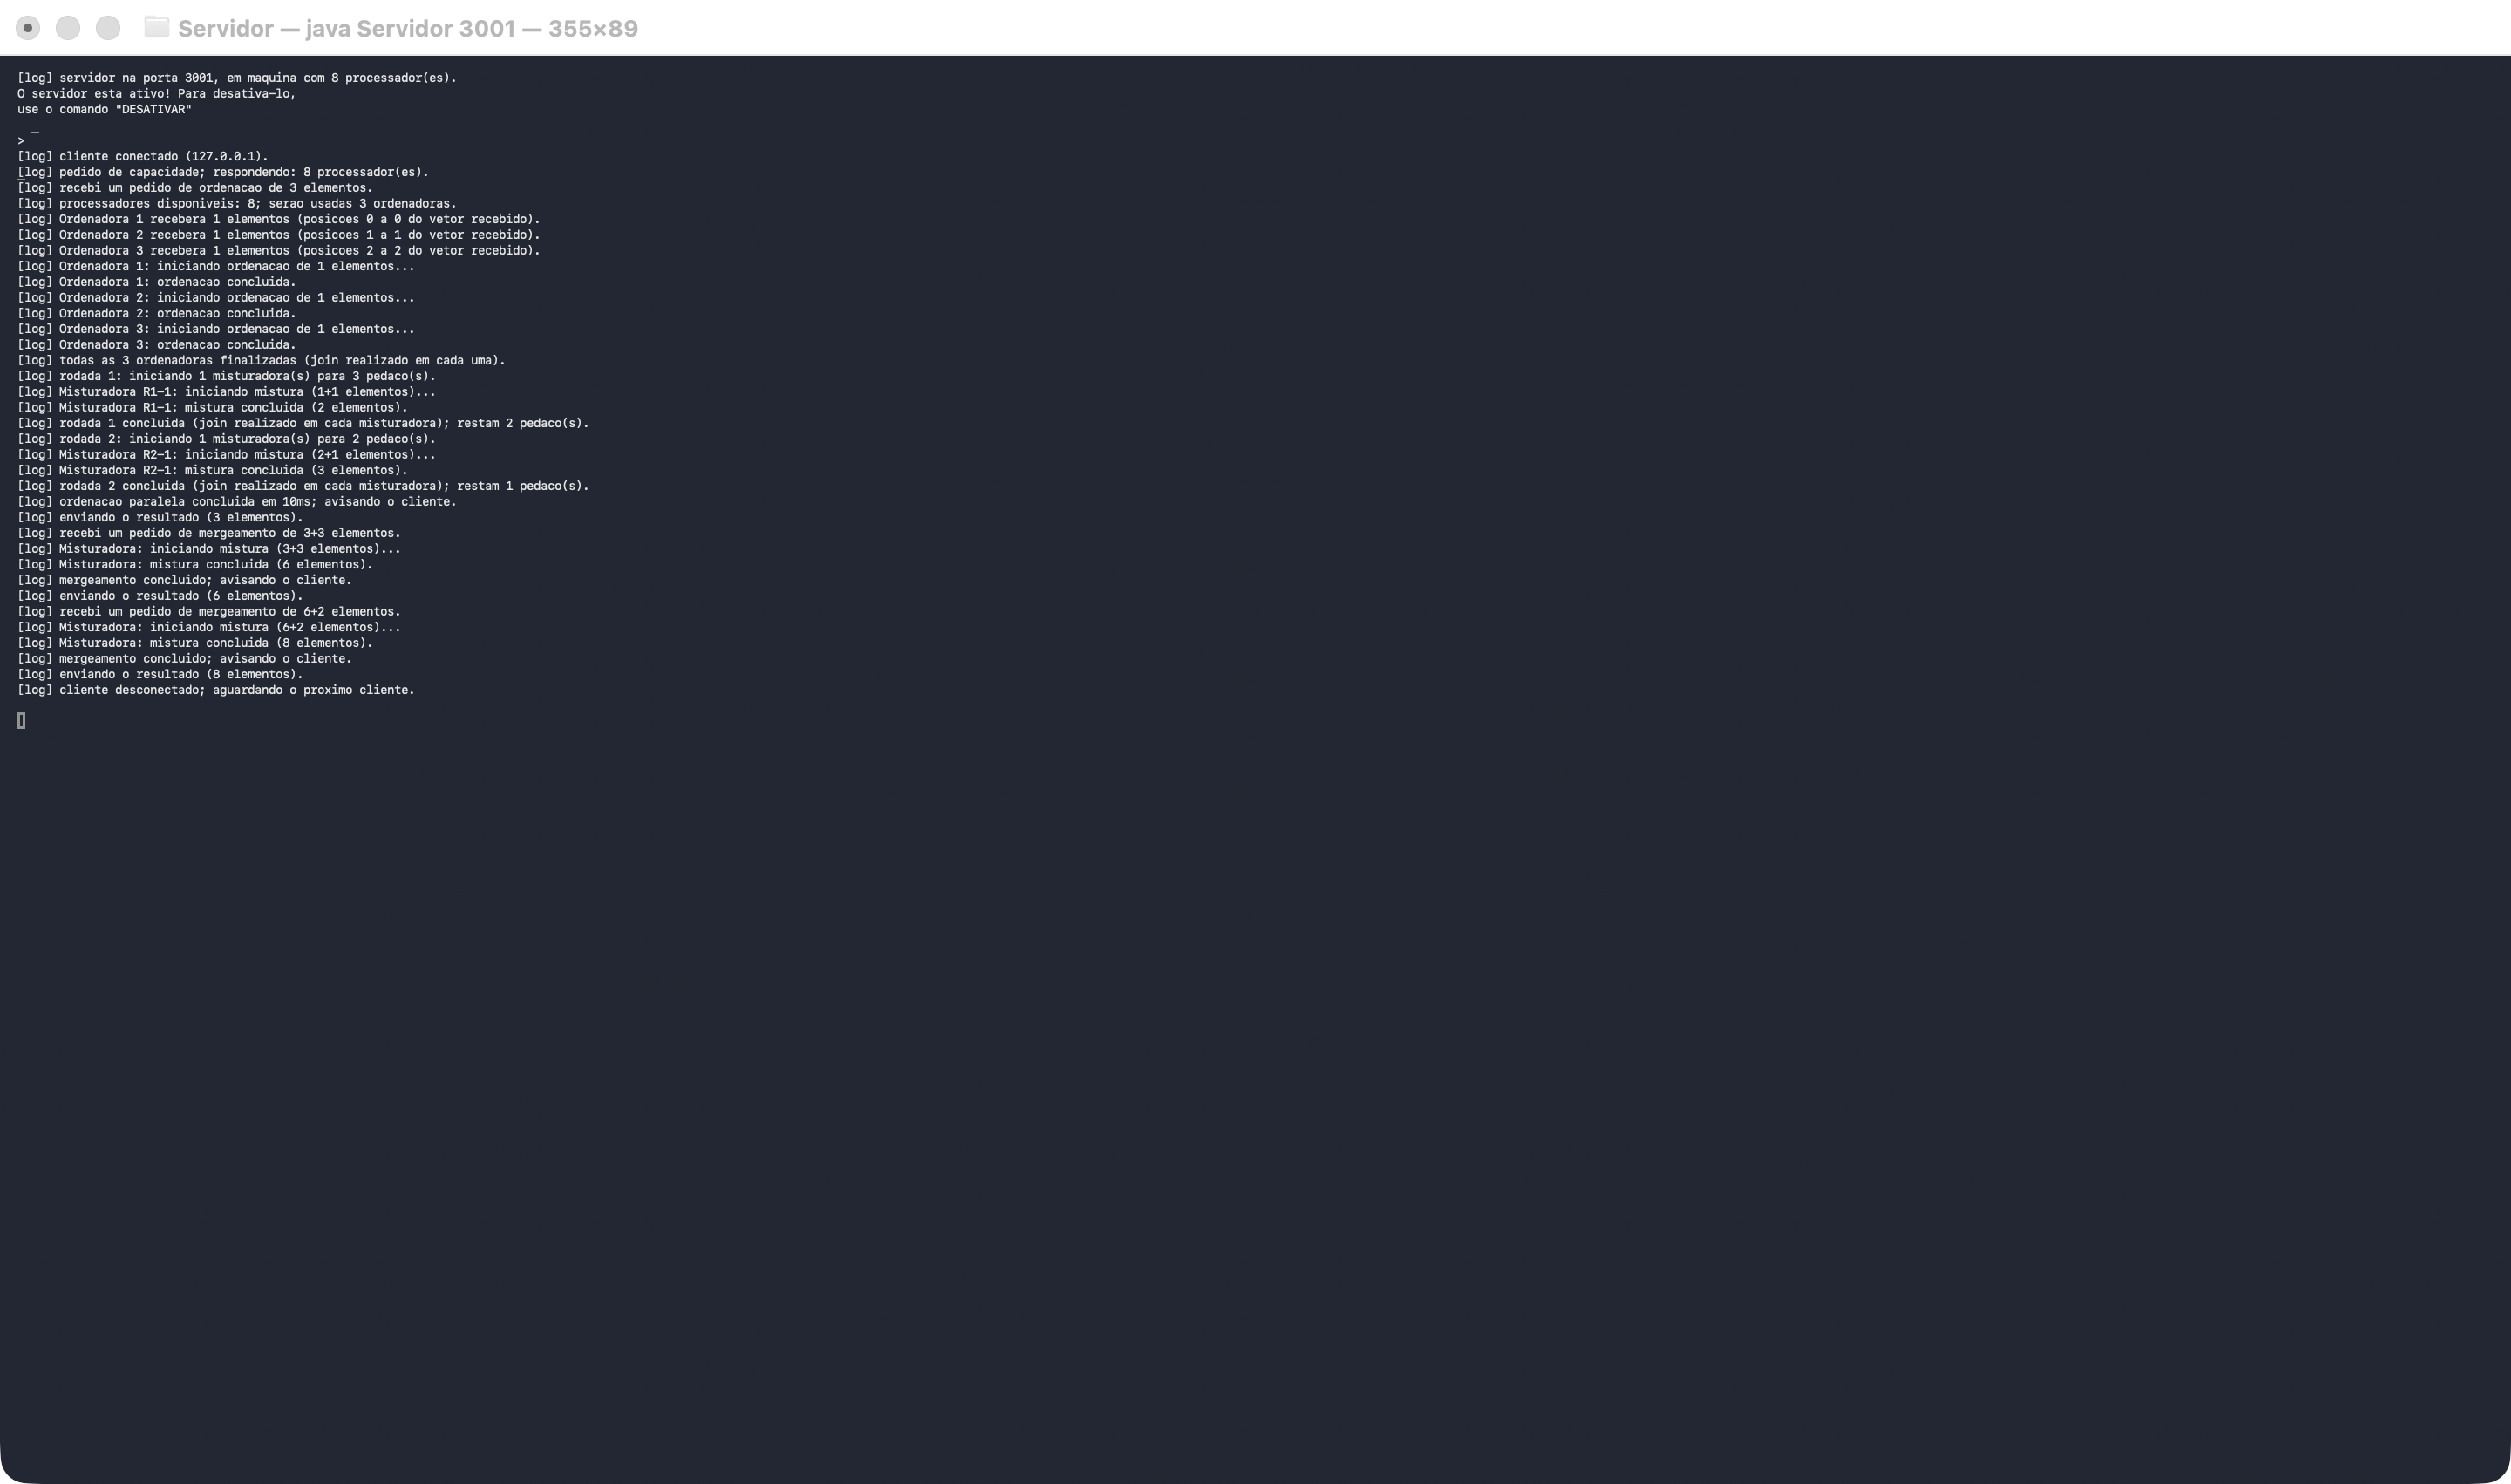 Servidor — java Servidor 3001 — 355×89
[log] servidor na porta 3001, em maquina com 8 processador(es).
O servidor esta ativo! Para desativa-lo,
use o comando "DESATIVAR"
_
>
[log] cliente conectado (127.0.0.1).
[log] pedido de capacidade; respondendo: 8 processador(es).
[log] recebi um pedido de ordenacao de 3 elementos.
[log] processadores disponiveis: 8; serao usadas 3 ordenadoras.
[log] Ordenadora 1 recebera 1 elementos (posicoes 0 a 0 do vetor recebido).
[log] Ordenadora 2 recebera 1 elementos (posicoes 1 a 1 do vetor recebido).
[log] Ordenadora 3 recebera 1 elementos (posicoes 2 a 2 do vetor recebido).
[log] Ordenadora 1: iniciando ordenacao de 1 elementos...
[log] Ordenadora 1: ordenacao concluida.
[log] Ordenadora 2: iniciando ordenacao de 1 elementos...
[log] Ordenadora 2: ordenacao concluida.
[log] Ordenadora 3: iniciando ordenacao de 1 elementos...
[log] Ordenadora 3: ordenacao concluida.
[log] todas as 3 ordenadoras finalizadas (join realizado em cada uma).
[log] rodada 1: iniciando 1 misturadora(s) para 3 pedaco(s).
[log] Misturadora R1-1: iniciando mistura (1+1 elementos)...
[log] Misturadora R1-1: mistura concluida (2 elementos).
[log] rodada 1 concluida (join realizado em cada misturadora); restam 2 pedaco(s).
[log] rodada 2: iniciando 1 misturadora(s) para 2 pedaco(s).
[log] Misturadora R2-1: iniciando mistura (2+1 elementos)...
[log] Misturadora R2-1: mistura concluida (3 elementos).
[log] rodada 2 concluida (join realizado em cada misturadora); restam 1 pedaco(s).
[log] ordenacao paralela concluida em 10ms; avisando o cliente.
[log] enviando o resultado (3 elementos).
[log] recebi um pedido de mergeamento de 3+3 elementos.
[log] Misturadora: iniciando mistura (3+3 elementos)...
[log] Misturadora: mistura concluida (6 elementos).
[log] mergeamento concluido; avisando o cliente.
[log] enviando o resultado (6 elementos).
[log] recebi um pedido de mergeamento de 6+2 elementos.
[log] Misturadora: iniciando mistura (6+2 elementos)...
[log] Misturadora: mistura concluida (8 elementos).
[log] mergeamento concluido; avisando o cliente.
[log] enviando o resultado (8 elementos).
[log] cliente desconectado; aguardando o proximo cliente.